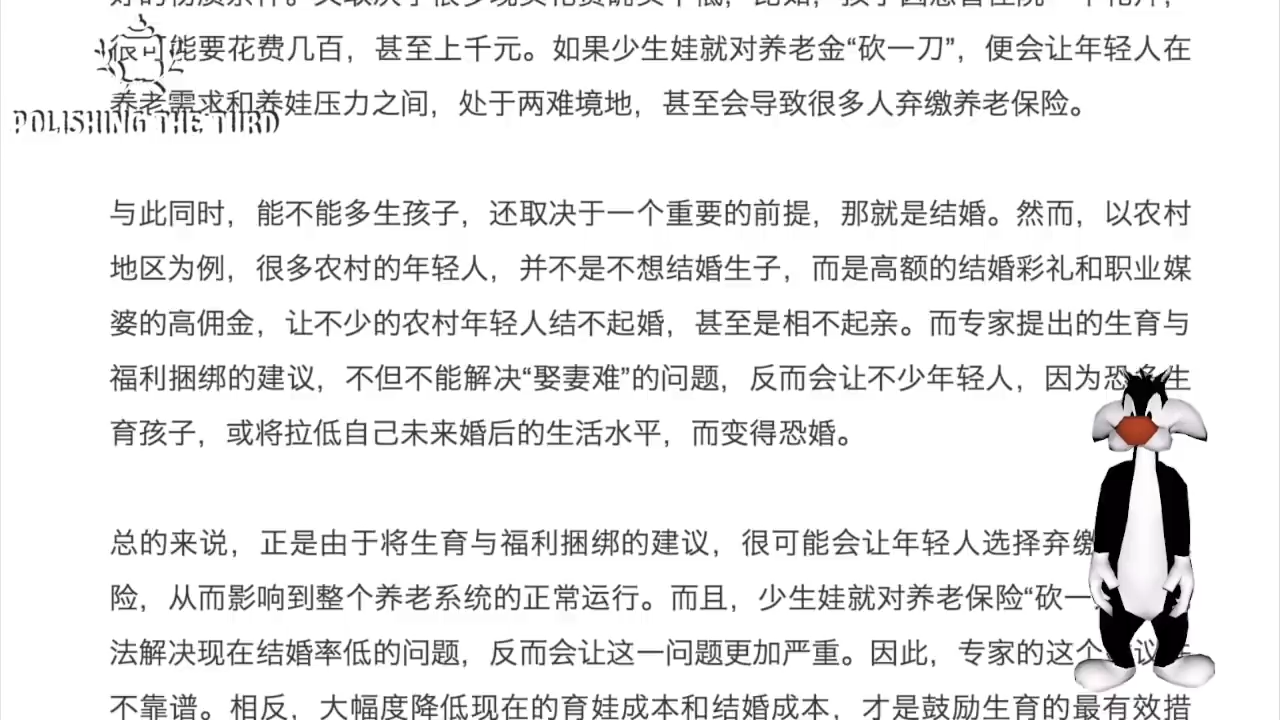 能要花费几百，甚至上千元。如果少生娃就对养老金“砍一刀”，便会让年轻人在
养老需求和养娃压力之间，处于两难境地，甚至会导致很多人弃缴养老保险。
POLISHING THE TURD
与此同时，能不能多生孩子，还取决于一个重要的前提，那就是结婚。然而，以农村
地区为例，很多农村的年轻人，并不是不想结婚生子，而是高额的结婚彩礼和职业媒
婆的高佣金，让不少的农村年轻人结不起婚，甚至是相不起亲。而专家提出的生育与
福利捆绑的建议，不但不能解决“娶妻难”的问题，反而会让不少年轻人，因为恐 生
育孩子，或将拉低自己未来婚后的生活水平，而变得恐婚。
总的来说，正是由于将生育与福利捆绑的建议，很可能会让年轻人选择弃缴
险，从而影响到整个养老系统的正常运行。而且，少生娃就对养老保险“砍一
法解决现在结婚率低的问题，反而会让这一问题更加严重。因此，专家的这个 议
不靠谱。相反，大幅度降低现在的育娃成本和结婚成本，才是鼓励生育的最有效措